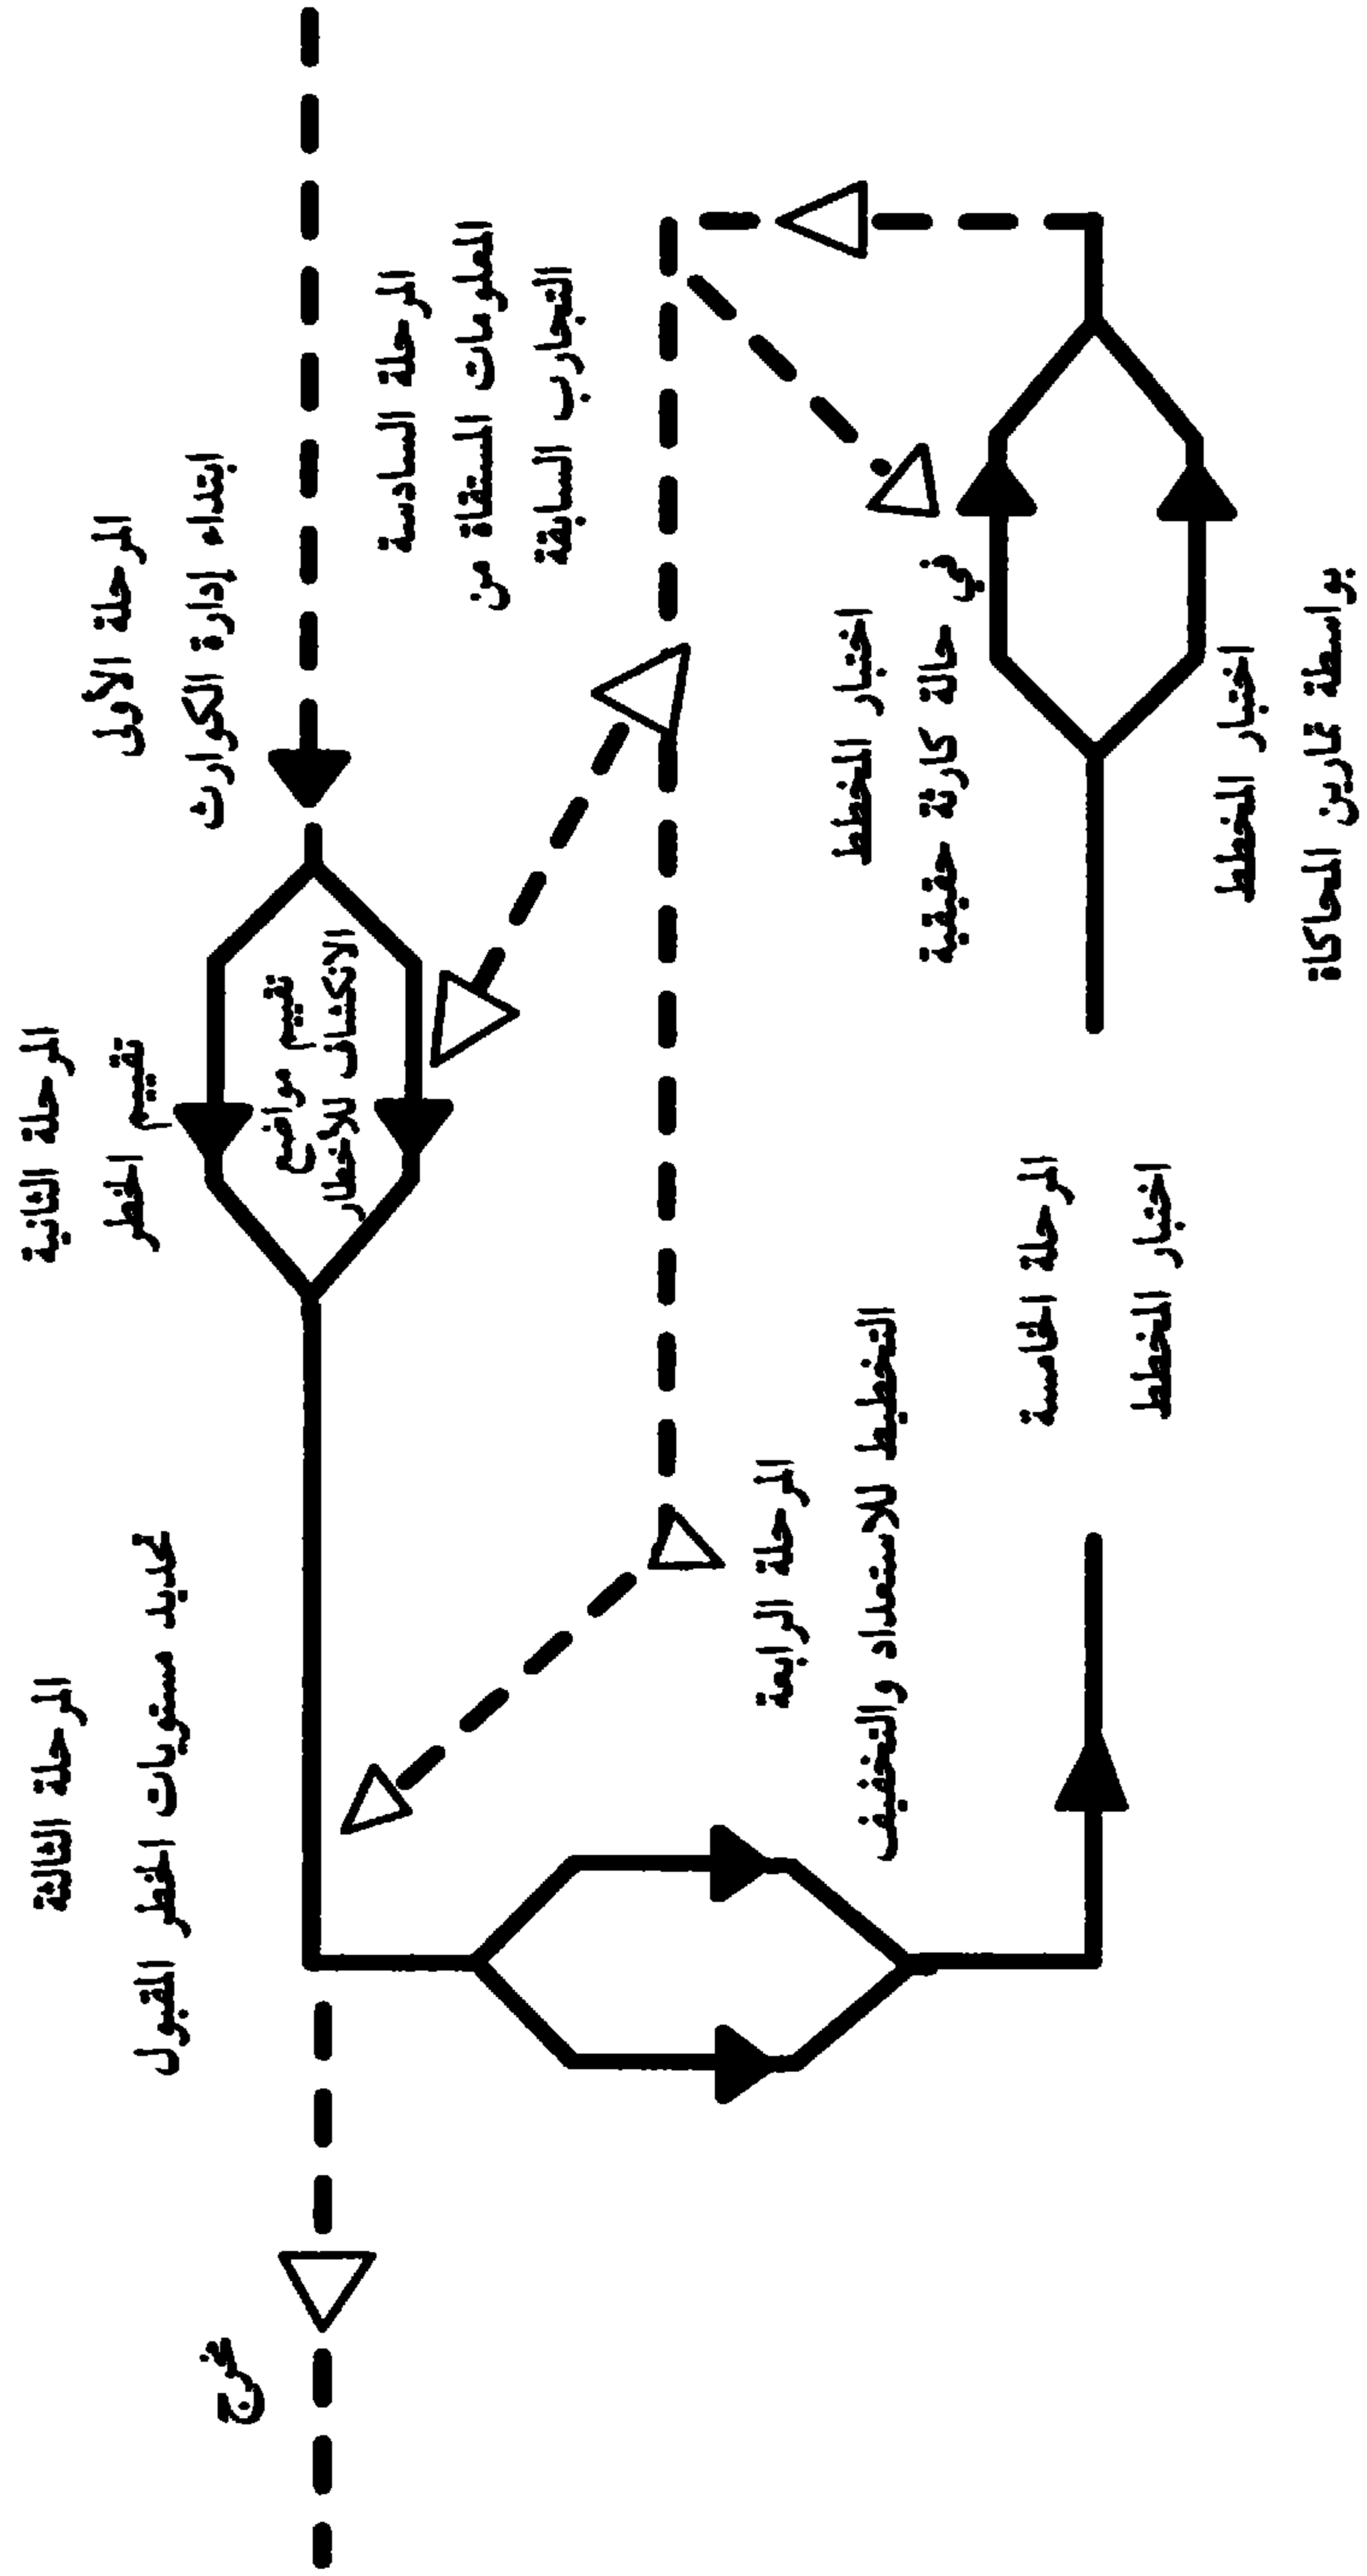 المرحلة الأولى
ابتداء إدارة الكوارث
المرحلة الثانية
تقييم الخطر
تقييم مواضع
الانكشاف للأخطار
المرحلة الثالثة
تحديد مستويات الخطر المقبول
مخرج
المرحلة السادسة
المعلومات المستقاة من
التجارب السابقة
المرحلة الرابعة
التخطيط للاستعداد والتخفيف
المرحلة الخامسة
اختبار المخطط
اختبار المخطط
في حالة كارثة حقيقية
اختبار المخطط
بواسطة تمارين المحاكاة